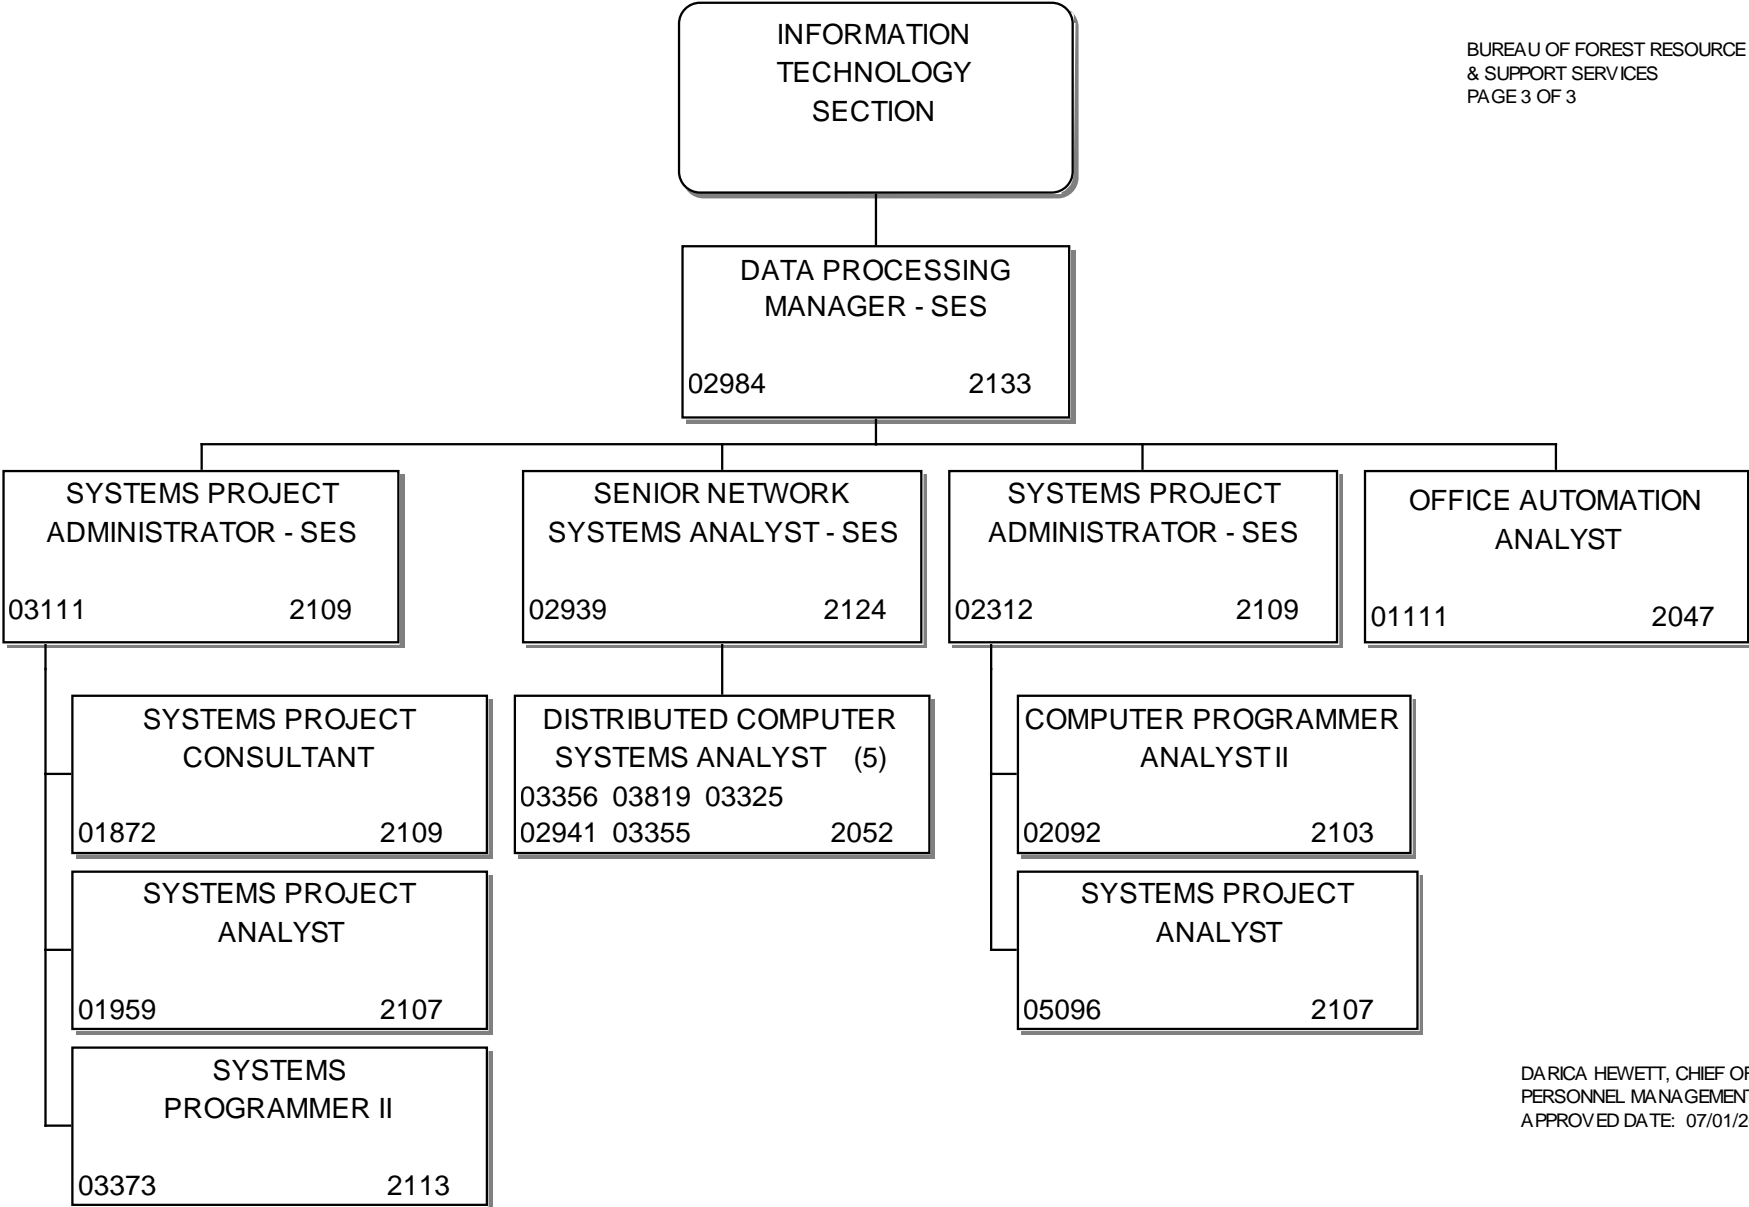 INFORMATION
TECHNOLOGY
SECTION
BUREAU OF FOREST RESOURCE
& SUPPORT SERVICES
PAGE 3 OF 3
DATA PROCESSING
MANAGER - SES
02984 2133
SYSTEMS PROJECT
ADMINISTRATOR - SES
03111 2109
SENIOR NETWORK
SYSTEMS ANALYST - SES
02939 2124
SYSTEMS PROJECT
ADMINISTRATOR - SES
02312 2109
OFFICE AUTOMATION
ANALYST
01111 2047
SYSTEMS PROJECT
CONSULTANT
01872 2109
DISTRIBUTED COMPUTER
SYSTEMS ANALYST (5)
03356 03819 03325
02941 03355 2052
COMPUTER PROGRAMMER
ANALYST II
02092 2103
SYSTEMS PROJECT
ANALYST
01959 2107
SYSTEMS PROJECT
ANALYST
05096 2107
SYSTEMS
PROGRAMMER II
03373 2113
DARICA HEWETT, CHIEF
PERSONNEL MANAGEMENT
APPROVED DATE: 07/01/2